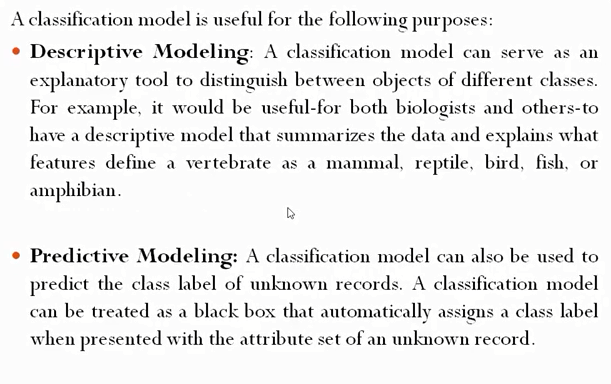 A classification model is useful for the following purposes:
• Descriptive Modeling: A classification model can serve as an
explanatory tool to distinguish between objects of different classes.
For example, it would be useful-for both biologists and others-to
have a descriptive model that summarizes the data and explains what
features define a vertebrate as a mammal, reptile, bird, fish, or
amphibian.
• Predictive Modeling: A classification model can also be used to
predict the class label of unknown records. A classification model
can be treated as a black box that automatically assigns a class label
when presented with the attribute set of an unknown record.